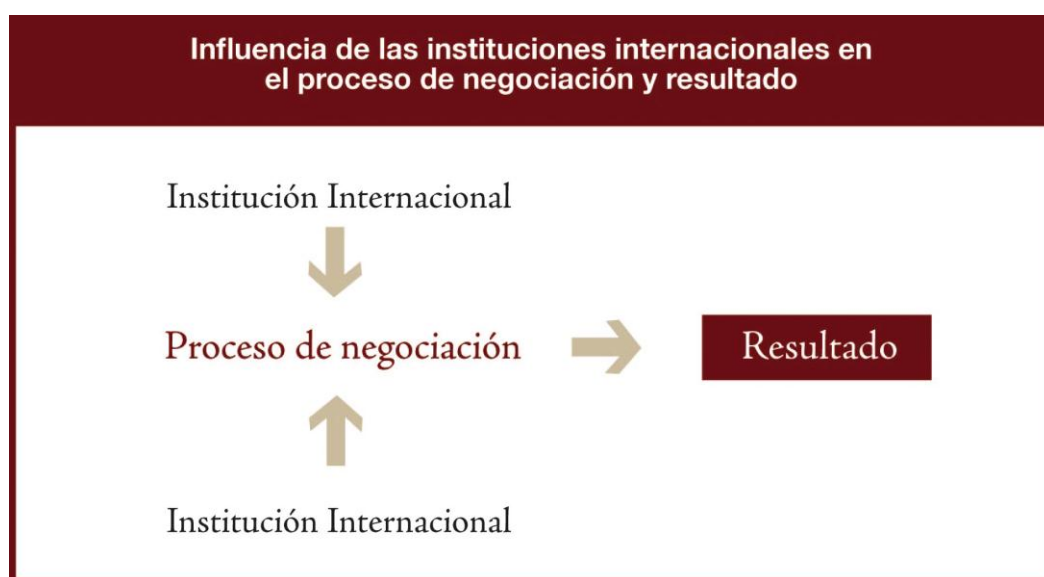 Influencia de las instituciones internacionales en
el proceso de negociación y resultado
Institución Internacional
Proceso de negociación
Resultado
Institución Internacional